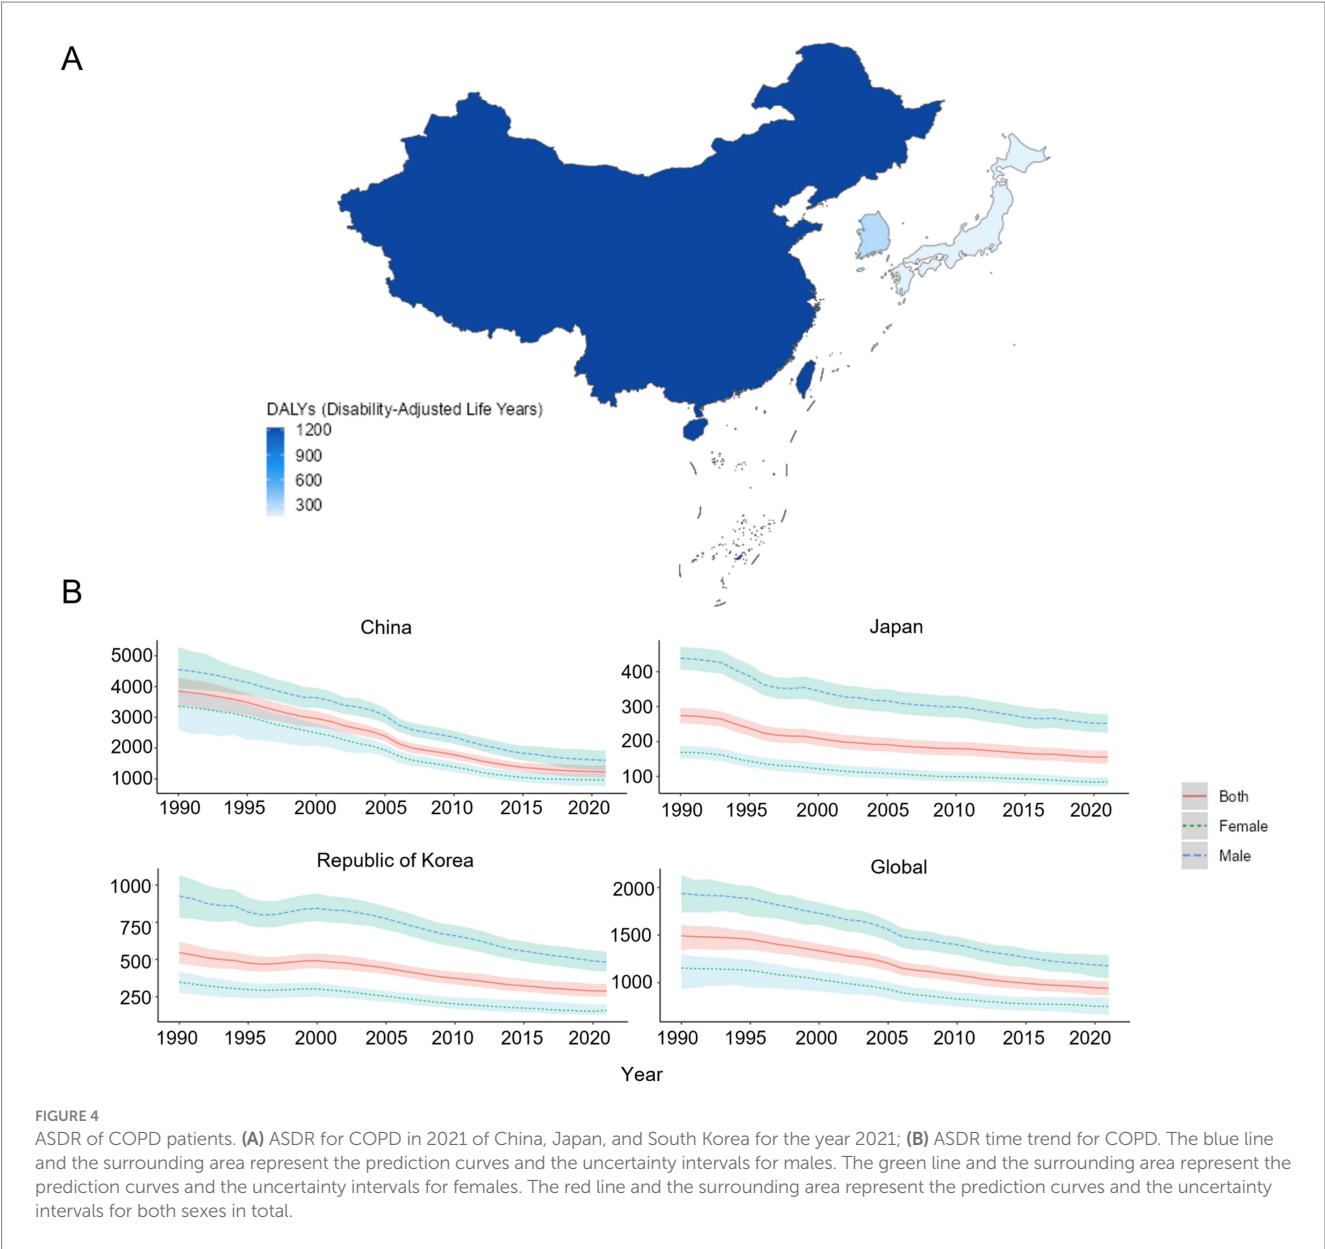 A
DALYs (Disability-Adjusted Life Years)
1200
900
600
300
B
China
5000
4000
3000
2000
1000
1990 1995 2000 2005 2010 2015 2020
Japan
400
300
200
100
1990 1995 2000 2005 2010 2015 2020
Both
Female
Male
Republic of Korea
1000
750
500
250
1990 1995 2000 2005 2010 2015 2020
Global
2000
1500
1000
1990 1995 2000 2005 2010 2015 2020
Year
FIGURE 4
ASDR of COPD patients. (A) ASDR for COPD in 2021 of China, Japan, and South Korea for the year 2021; (B) ASDR time trend for COPD. The blue line
and the surrounding area represent the prediction curves and the uncertainty intervals for males. The green line and the surrounding area represent the
prediction curves and the uncertainty intervals for females. The red line and the surrounding area represent the prediction curves and the uncertainty
intervals for both sexes in total.